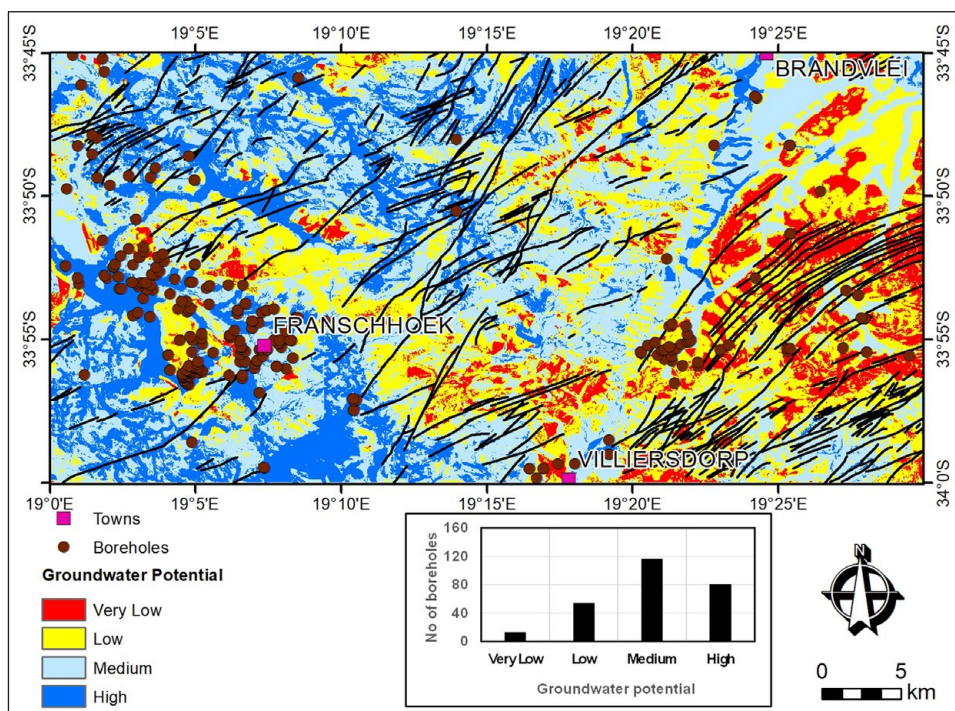 19°5'E 19°10'E 19°15'E 19°20'E 19°25'E
33°45'S 33°45'S
BRANDVLEI
33°50'S 33°50'S
33°55'S 33°55'S
FRANSCHHOEK
VILLIERSDORP
34°0'S
19°0'E 19°5'E 19°10'E 19°15'E 19°20'E 19°25'E
Towns
Boreholes
Groundwater Potential
Very Low
Low
Medium
High
No of boreholes
160
120
80
40
0
Very Low Low Medium High
Groundwater potential
N
0 5
km